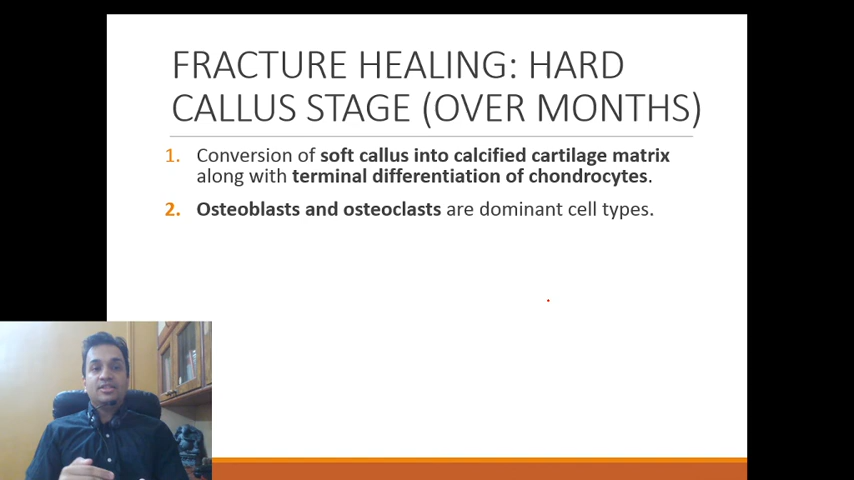 FRACTURE HEALING: HARD
CALLUS STAGE (OVER MONTHS)
1. Conversion of soft callus into calcified cartilage matrix
along with terminal differentiation of chondrocytes.
2. Osteoblasts and osteoclasts are dominant cell types.